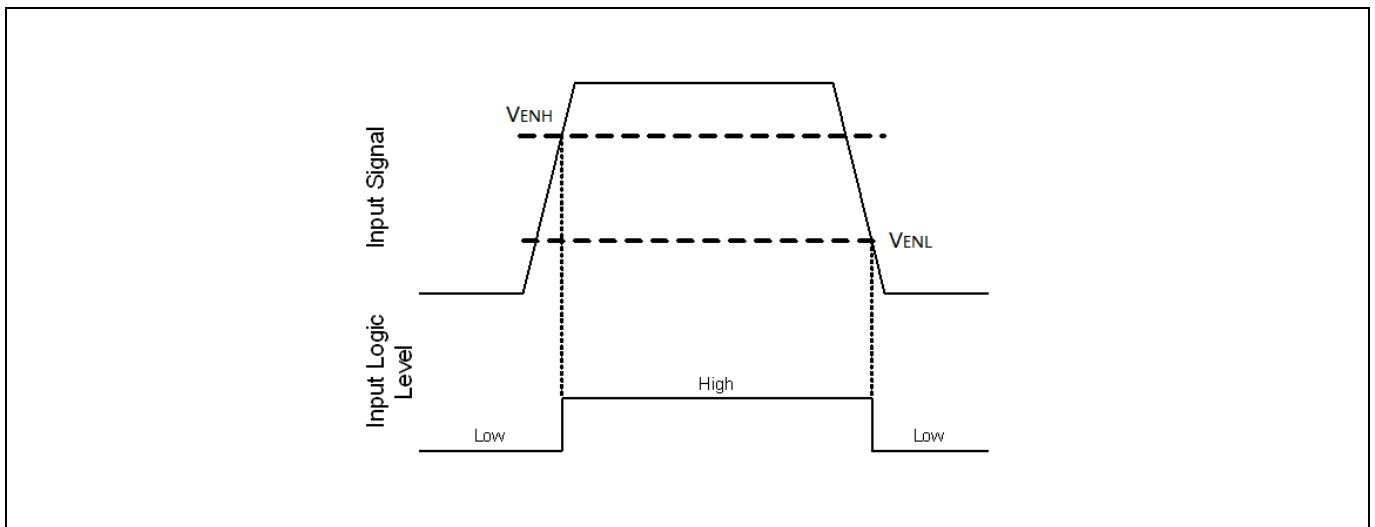 VENH
Input Signal
VENL
Input Logic
Level
High
Low
Low